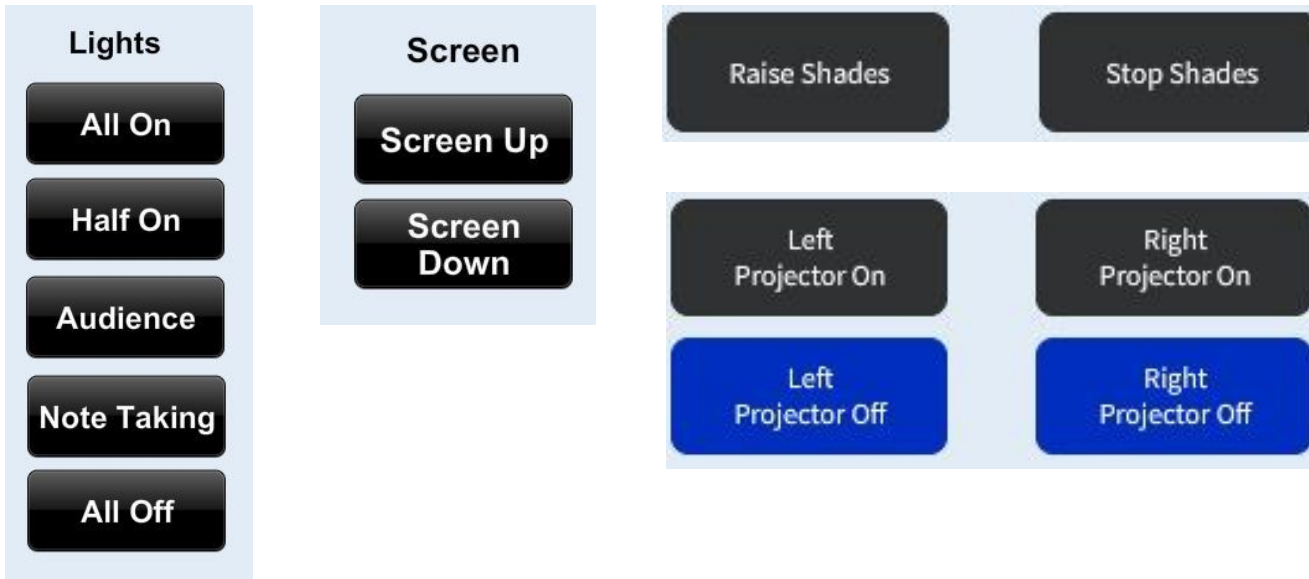 Lights
All On
Half On
Audience
Note Taking
All Off
Screen
Screen Up
Screen
Down
Raise Shades
Stop Shades
Left
Projector On
Right
Projector On
Left
Projector Off
Right
Projector Off